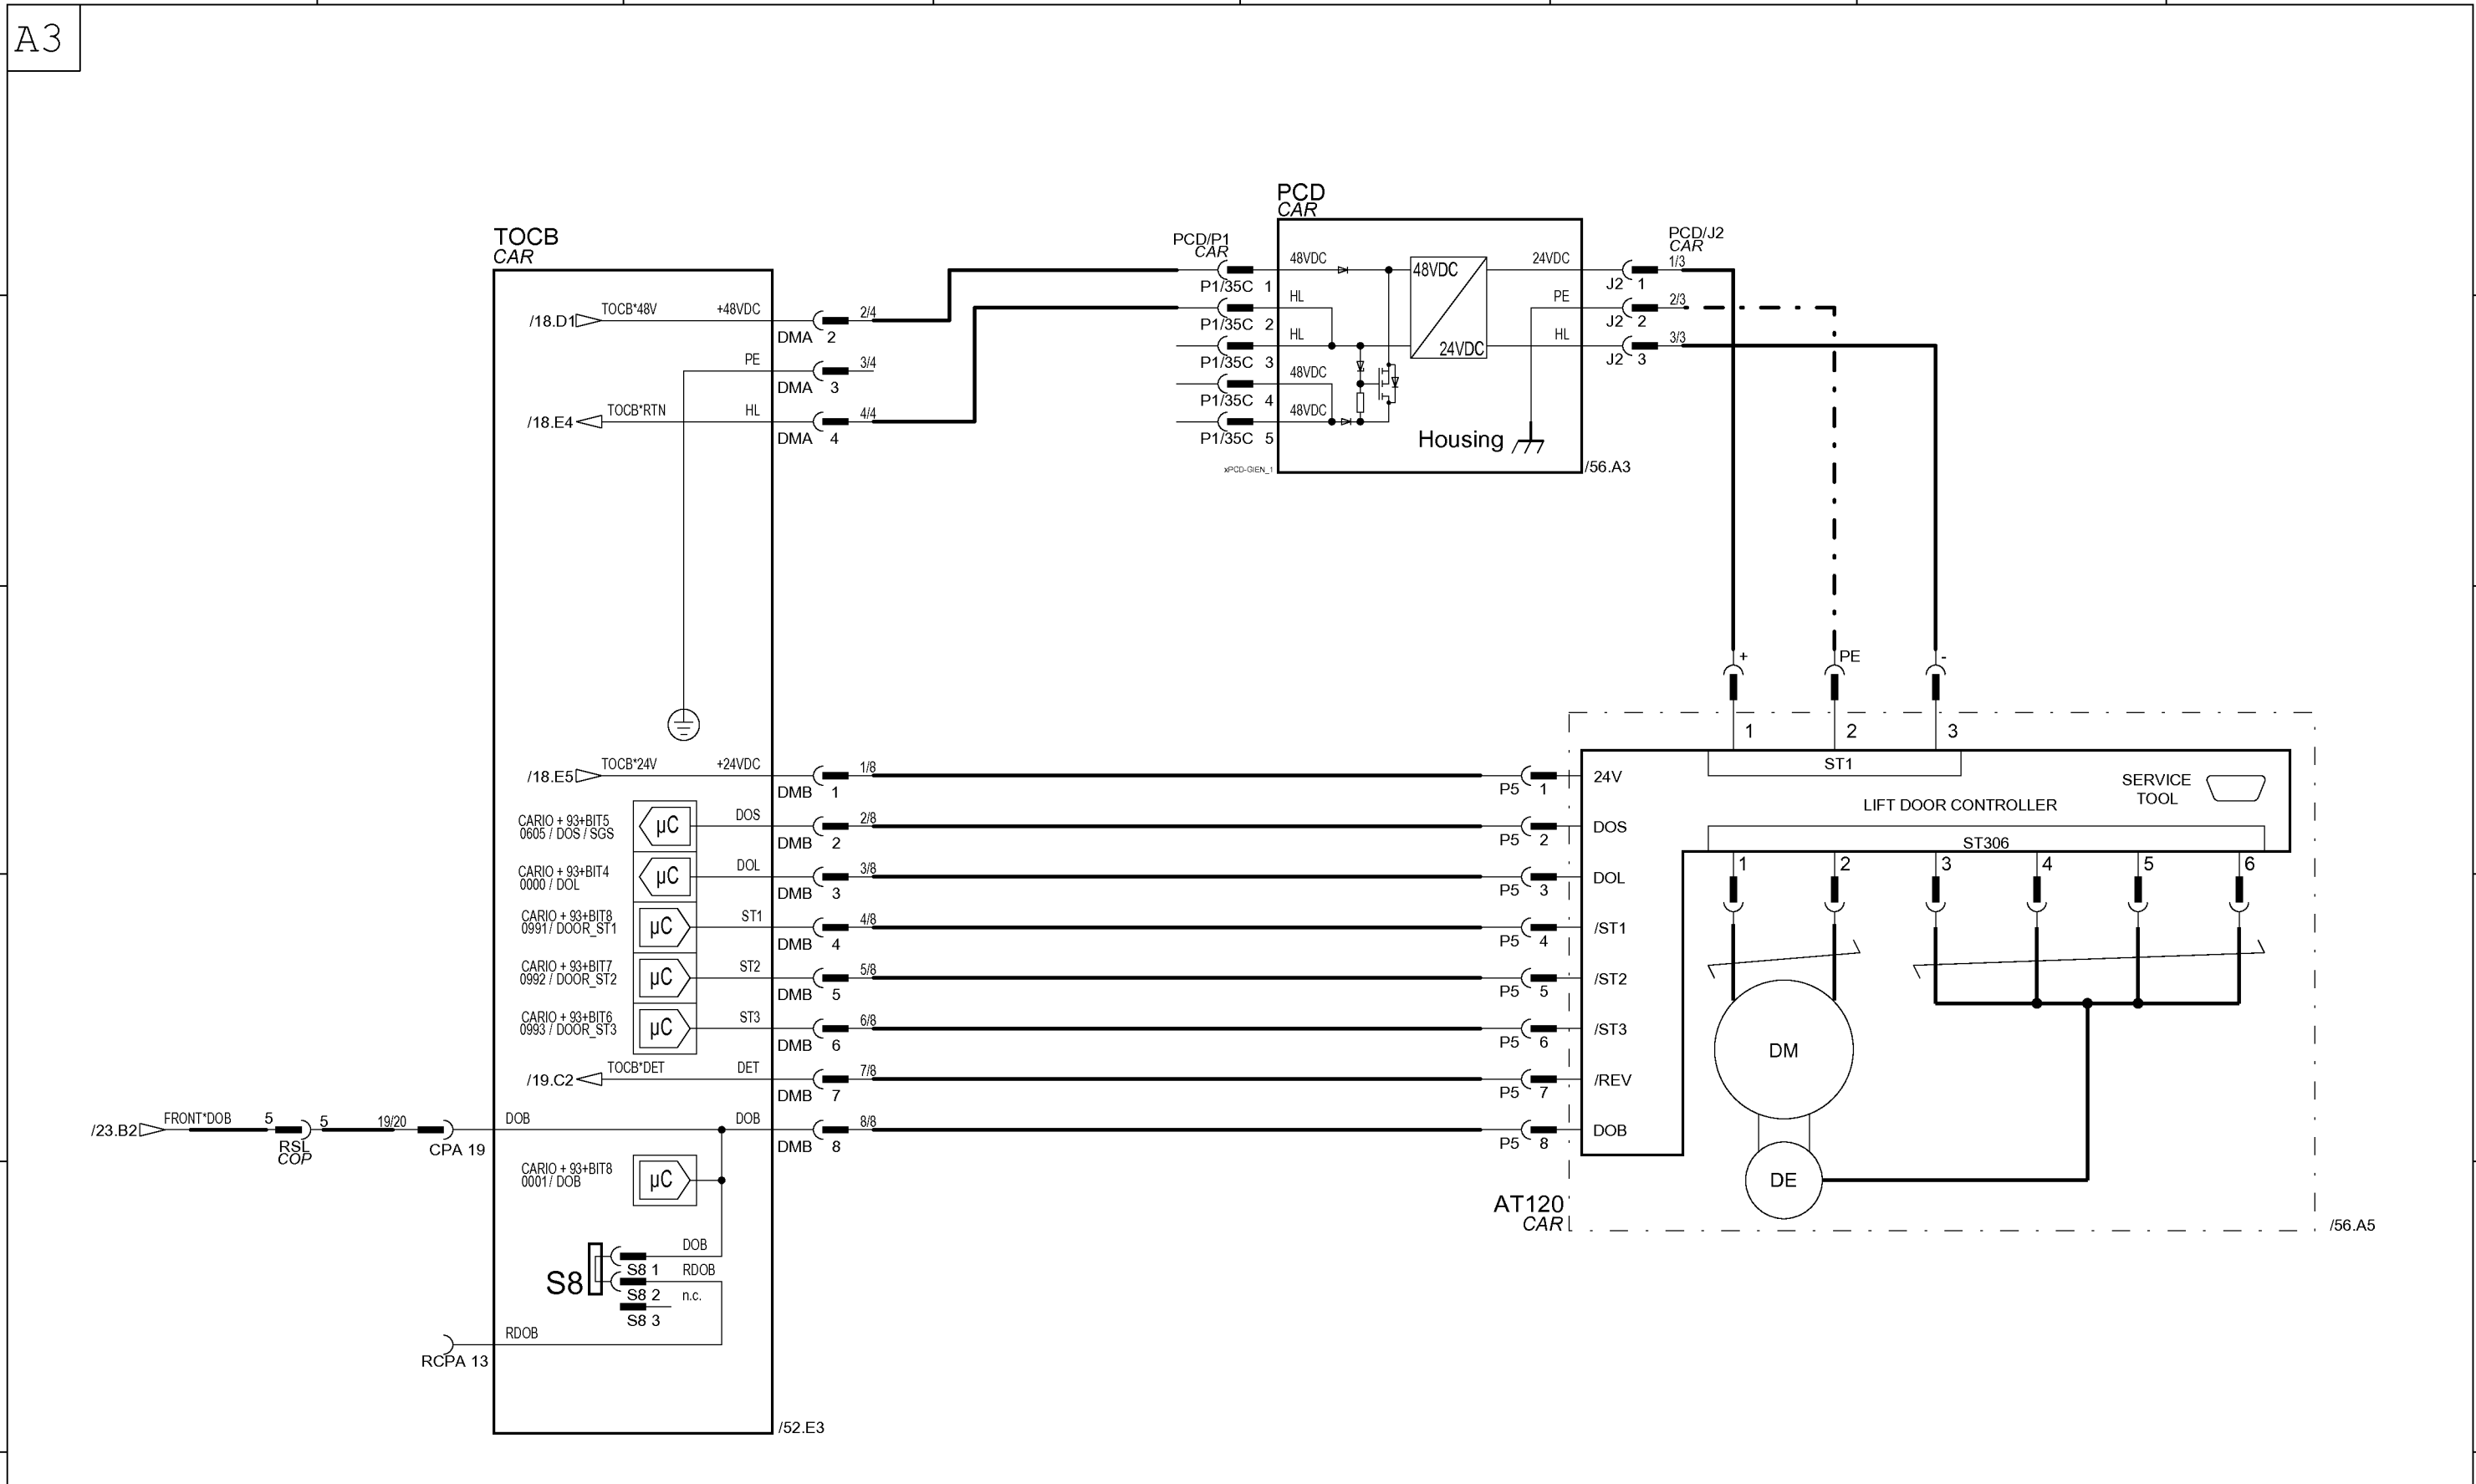 A3
PCD
CAR
TOCB
CAR
PCD/P1
CAR
PCD/J2
CAR
/18.D1 TOCB*48V +48VDC DMA 2 2/4
PE DMA 3 3/4
/18.E4 TOCB*RTN HL DMA 4 4/4
P1/35C 1 48VDC
P1/35C 2 HL
P1/35C 3 HL
P1/35C 4 48VDC
P1/35C 5 48VDC
48VDC
24VDC
24VDC J2 1 1/3
PE J2 2 2/3
HL J2 3 3/3
Housing
xPCD-GIEN_1
/56.A3
+ PE -
1 2 3
ST1
SERVICE
TOOL
LIFT DOOR CONTROLLER
ST306
1 2 3 4 5 6
/18.E5 TOCB*24V +24VDC DMB 1 1/8 P5 1 24V
CARIO + 93+BIT5
0605 / DOS / SGS µC DOS DMB 2 2/8 P5 2 DOS
CARIO + 93+BIT4
0000 / DOL µC DOL DMB 3 3/8 P5 3 DOL
CARIO + 93+BIT8
0991 / DOOR_ST1 µC ST1 DMB 4 4/8 P5 4 /ST1
CARIO + 93+BIT7
0992 / DOOR_ST2 µC ST2 DMB 5 5/8 P5 5 /ST2
CARIO + 93+BIT6
0993 / DOOR_ST3 µC ST3 DMB 6 6/8 P5 6 /ST3
/19.C2 TOCB*DET DET DMB 7 7/8 P5 7 /REV
/23.B2 FRONT*DOB 5 5 19/20 DOB DOB DMB 8 8/8 P5 8 DOB
RSL
COP
CPA 19
CARIO + 93+BIT8
0001 / DOB µC
DM
DE
AT120
CAR
/56.A5
S8
DOB
S8 1 RDOB
S8 2 n.c.
S8 3
RDOB
RCPA 13
/52.E3